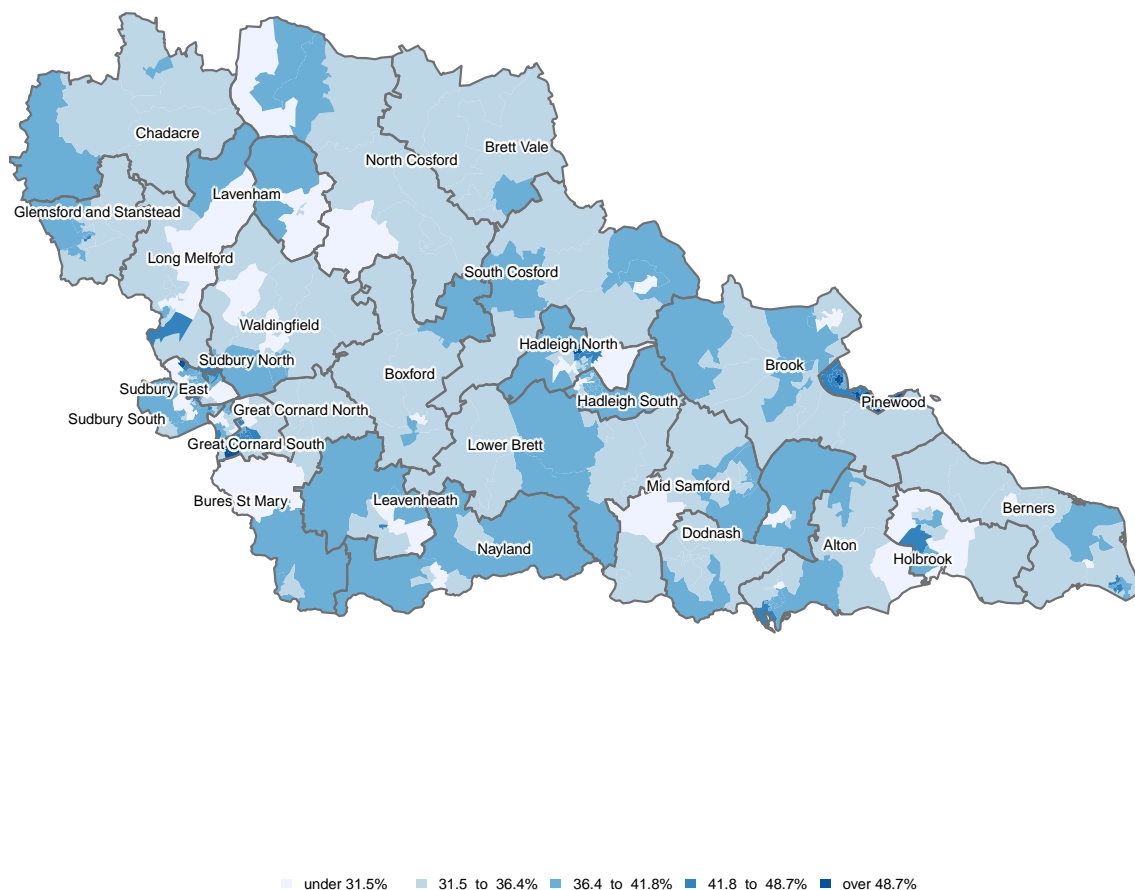 Chadacre
Brett Vale
North Cosford
Lavenham
Glemsford and Stanstead
Long Melford
South Cosford
Waldingfield
Hadleigh North
Sudbury North
Brook
Boxford
Sudbury East
Hadleigh South
Pinewood
Great Cornard North
Sudbury South
Great Cornard South
Lower Brett
Mid Samford
Bures St Mary
Leavenheath
Berners
Dodnash
Alton
Nayland
Holbrook
under 31.5% 31.5 to 36.4% 36.4 to 41.8% 41.8 to 48.7% over 48.7%